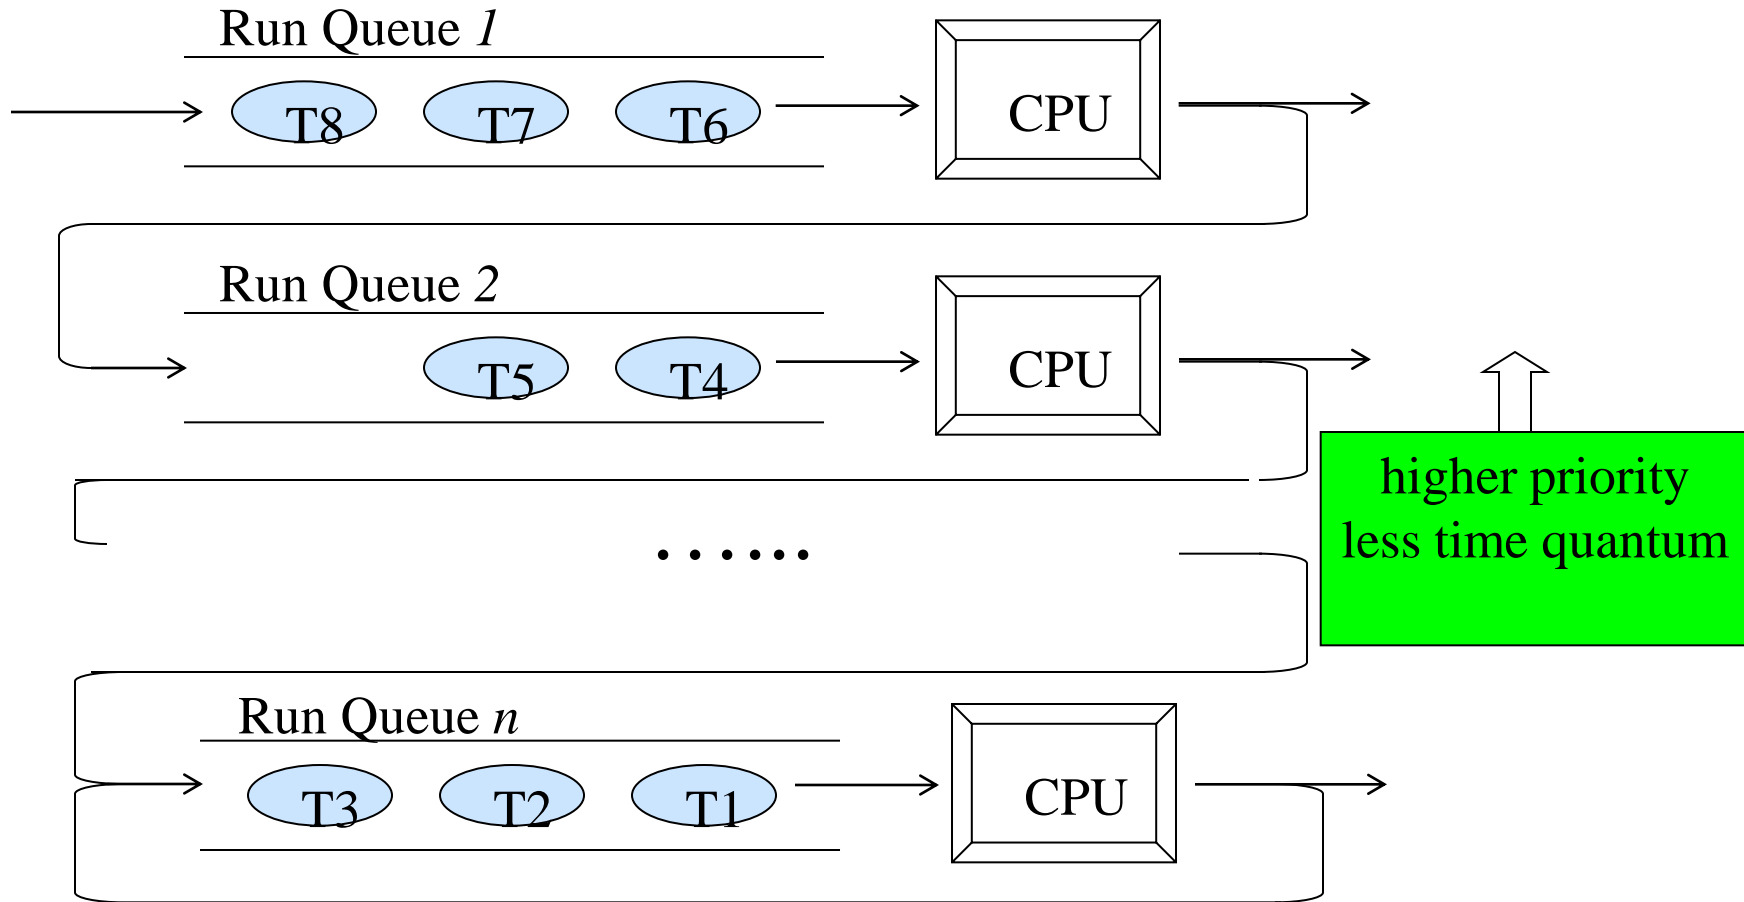 Run Queue 1
T8 T7 T6 CPU
Run Queue 2
T5 T4 CPU
higher priority
less time quantum
......
Run Queue n
T3 T2 T1 CPU